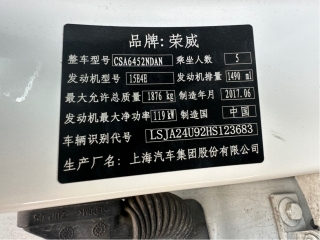 品牌:荣威
整车型号 CSA6452NDAN 乘坐人数 5
发动机型号 15E4E 发动机排量 1490 ml
最大允许总质量 1876 kg 制造年月 2017.06
发动机最大净功率 119 kW 制造国 中国
车辆识别代号 LSJA24U92HS123683
生产厂名:上海汽车集团股份有限公司